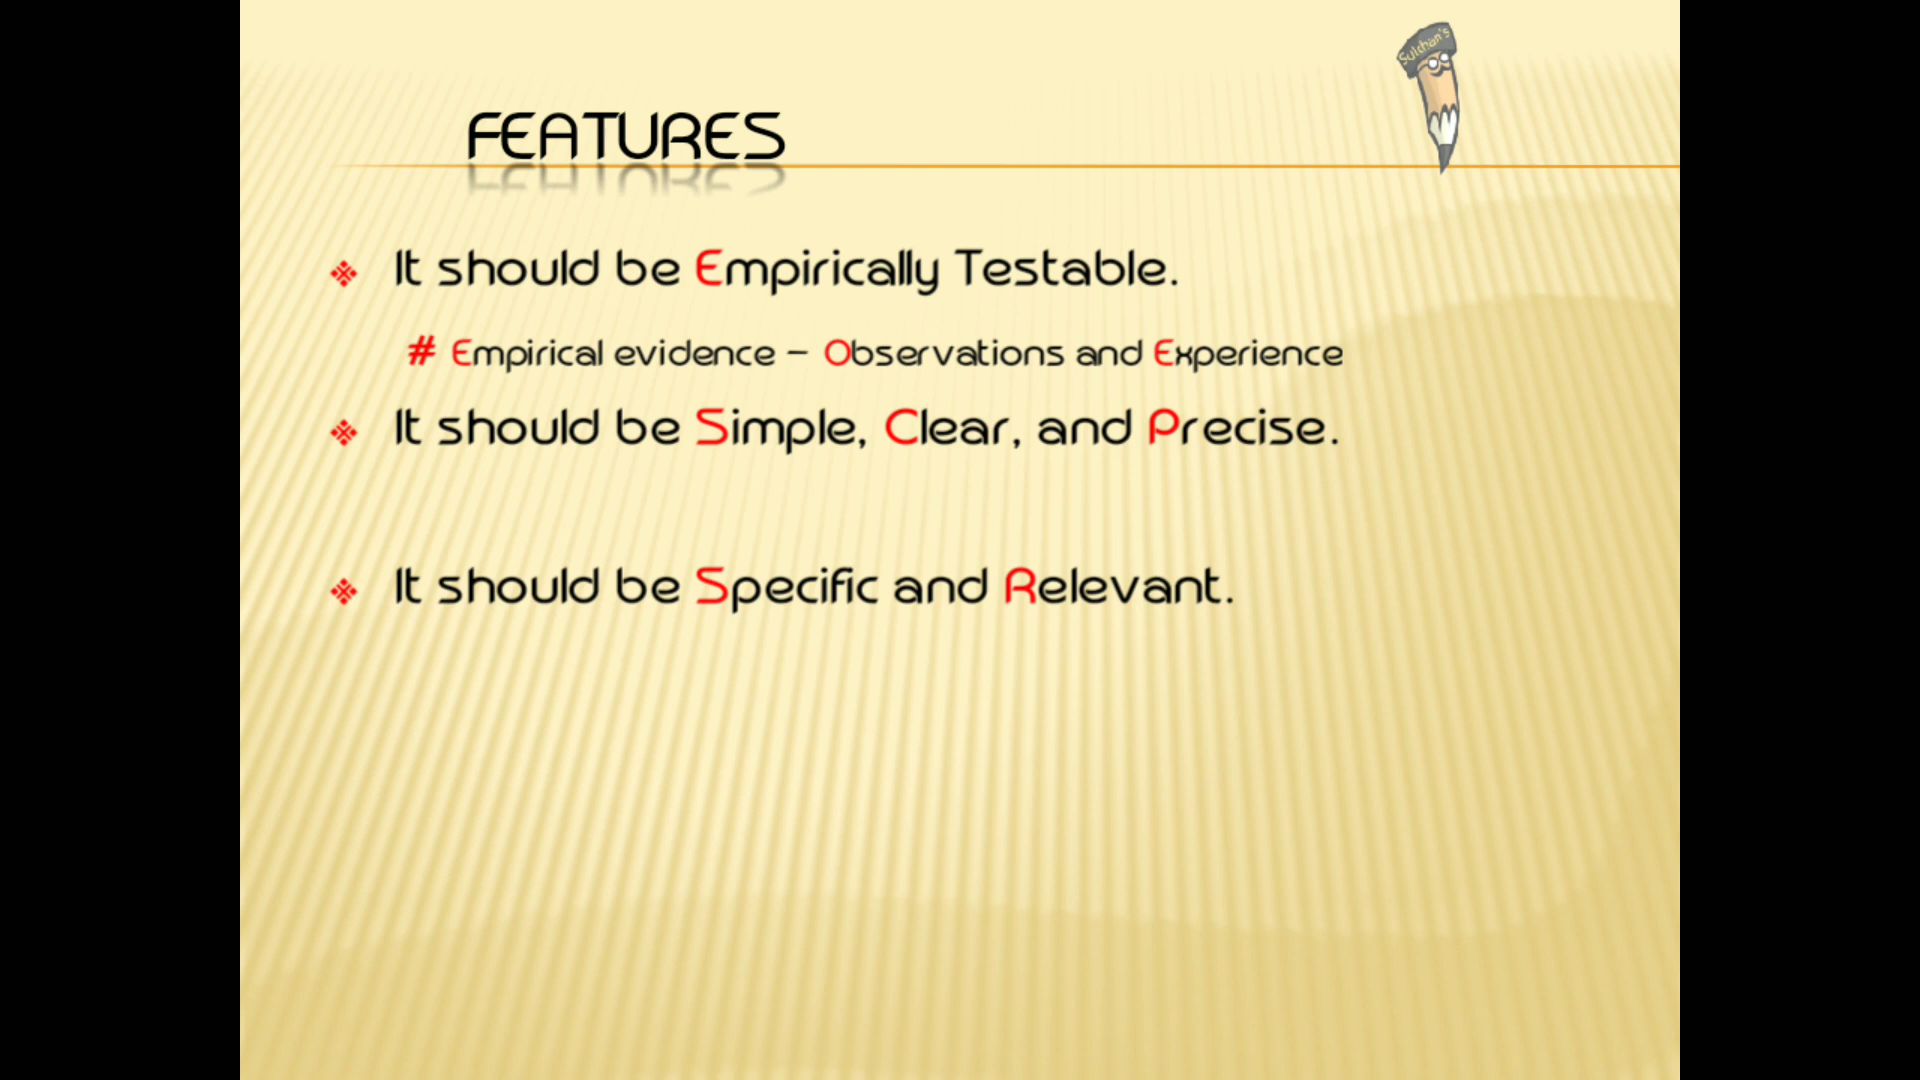 Sulchan's
FEATURES
It should be Empirically Testable.
# Empirical evidence – Observations and Experience
It should be Simple, Clear, and Precise.
It should be Specific and Relevant.